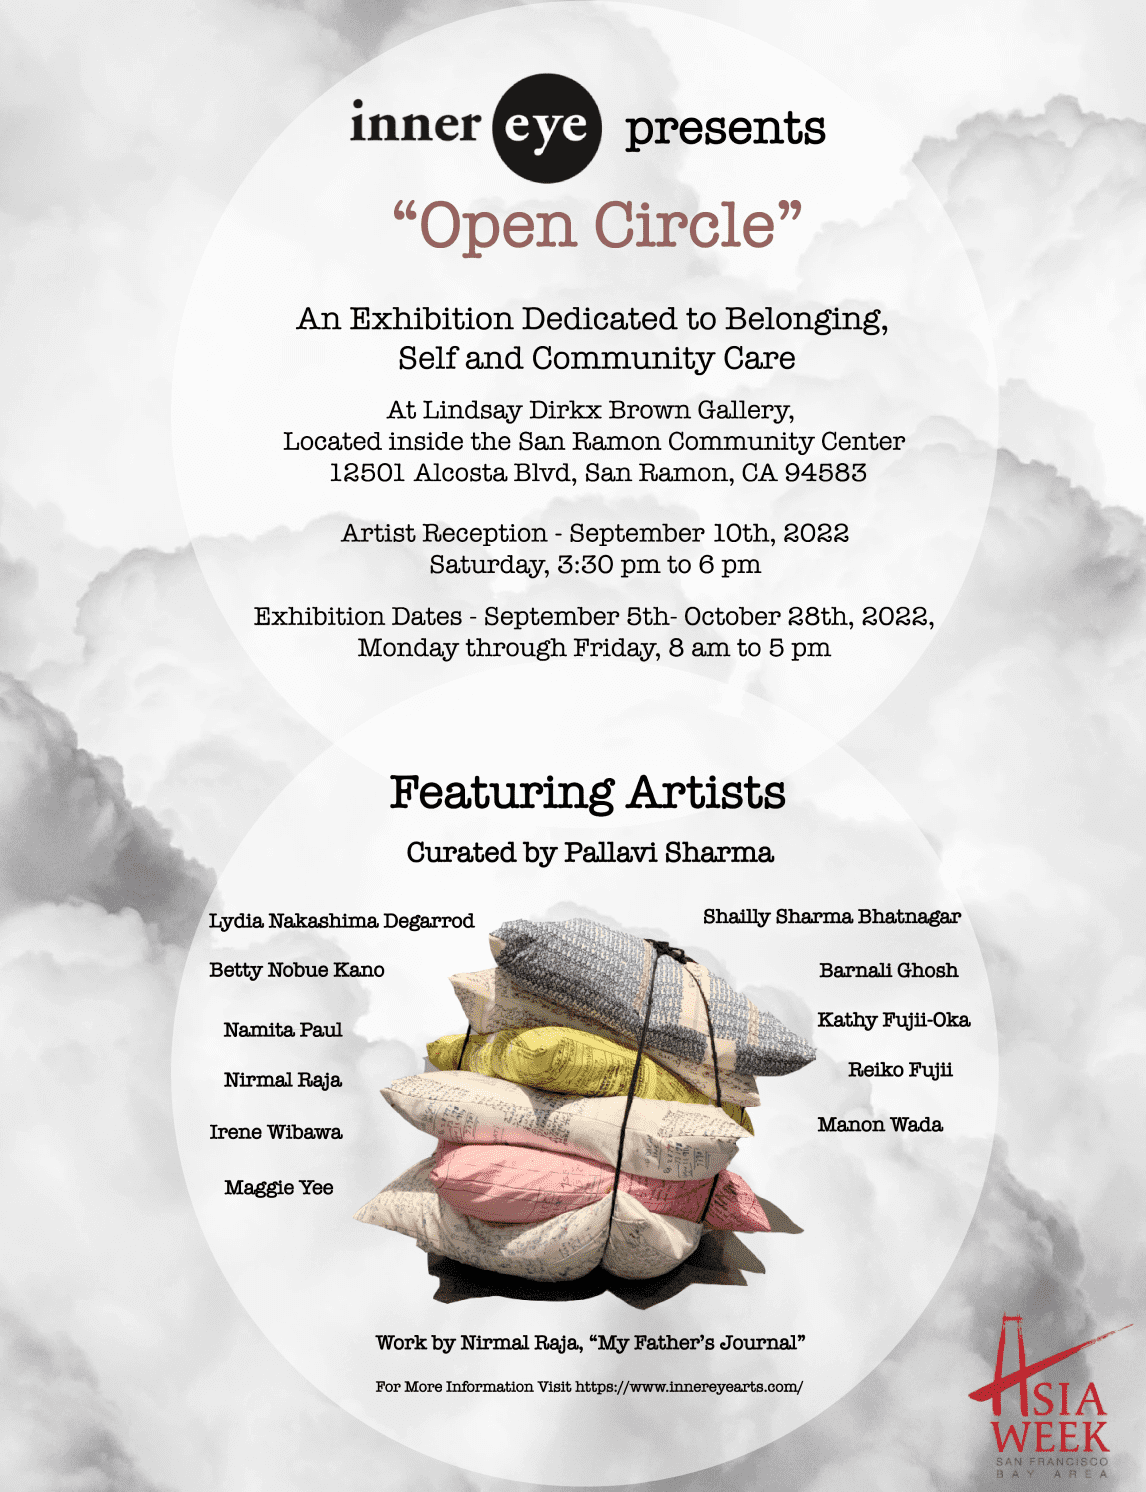 inner eye presents
“Open Circle”
An Exhibition Dedicated to Belonging,
Self and Community Care
At Lindsay Dirkx Brown Gallery,
Located inside the San Ramon Community Center
12501 Alcosta Blvd, San Ramon, CA 94583
Artist Reception - September 10th, 2022
Saturday, 3:30 pm to 6 pm
Exhibition Dates - September 5th- October 28th, 2022,
Monday through Friday, 8 am to 5 pm
Featuring Artists
Curated by Pallavi Sharma
Lydia Nakashima Degarrod
Betty Nobue Kano
Namita Paul
Nirmal Raja
Irene Wibawa
Maggie Yee
Shailly Sharma Bhatnagar
Barnali Ghosh
Kathy Fujii-Oka
Reiko Fujii
Manon Wada
Work by Nirmal Raja, “My Father’s Journal”
For More Information Visit https://www.innereyearts.com/
ASIA
WEEK
SAN FRANCISCO
BAY AREA